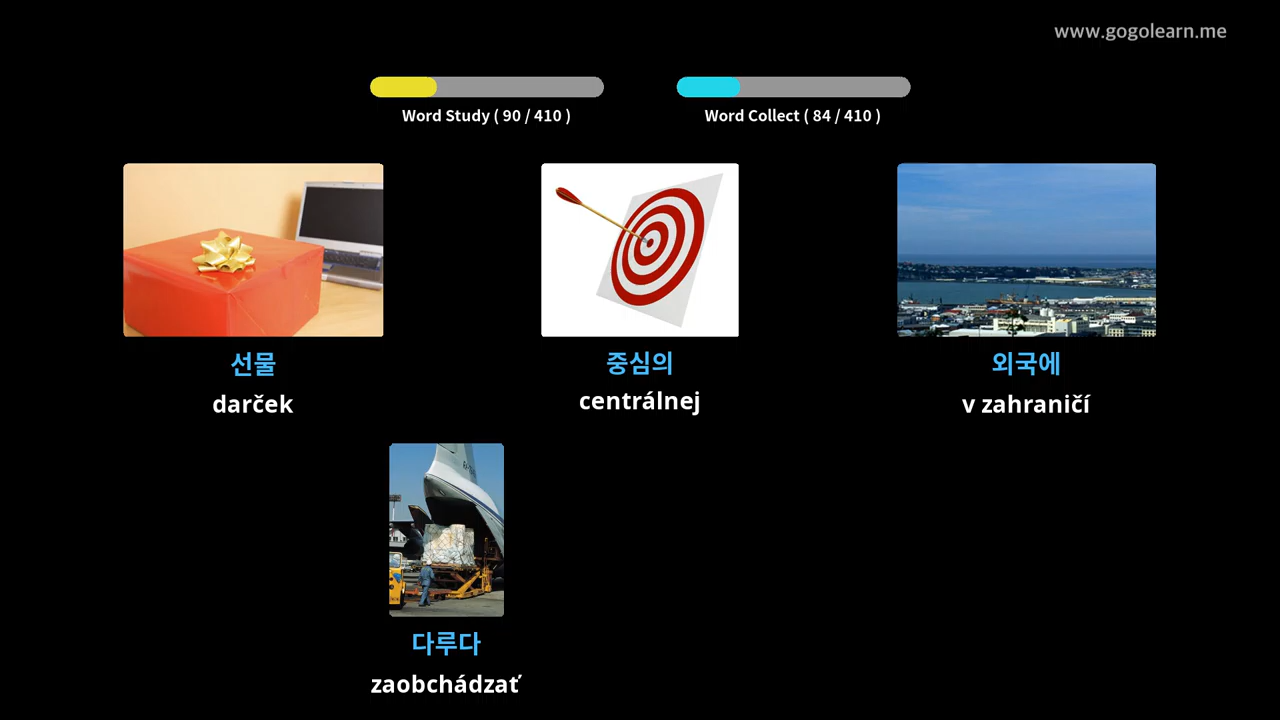 www.gogolearn.me
Word Study ( 90 / 410 )
Word Collect ( 84 / 410 )
선물
darček
중심의
centrálnej
외국에
v zahraničí
다루다
zaobchádzať